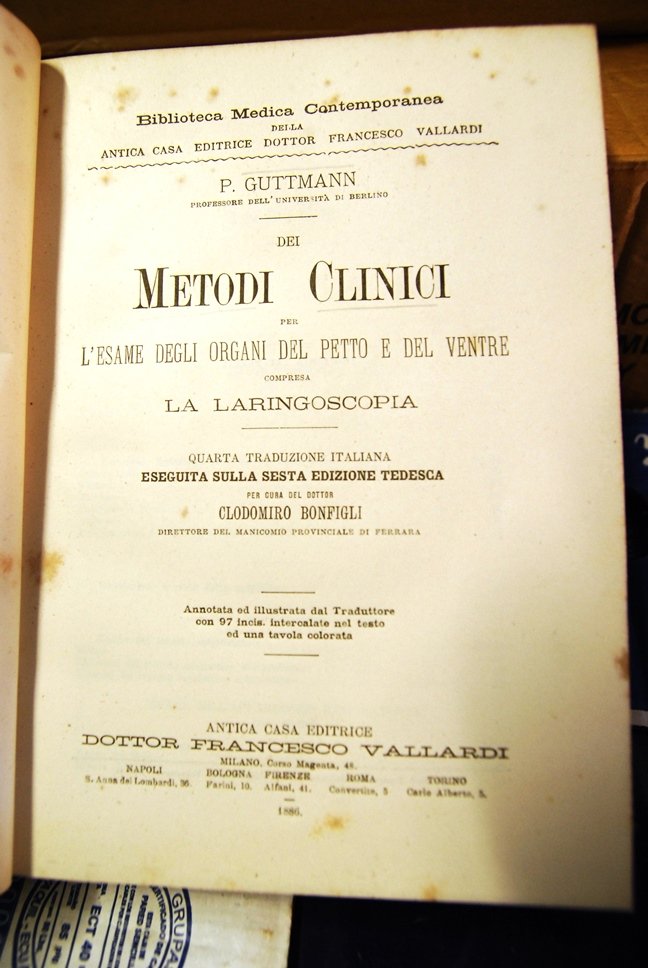 Biblioteca Medica Contemporanea
DELLA
ANTICA CASA EDITRICE DOTTOR FRANCESCO VALLARDI
P. GUTTMANN
PROFESSORE DELL'UNIVERSITÀ DI BERLINO
DEI
METODI CLINICI
PER
L'ESAME DEGLI ORGANI DEL PETTO E DEL VENTRE
COMPRESA
LA LARINGOSCOPIA
QUARTA TRADUZIONE ITALIANA
ESEGUITA SULLA SESTA EDIZIONE TEDESCA
PER CURA DEL DOTTOR
CLODOMIRO BONFIGLI
DIRETTORE DEL MANICOMIO PROVINCIALE DI FERRARA
Annotata ed illustrata dal Traduttore
con 97 incis. intercalate nel testo
ed una tavola colorata
ANTICA CASA EDITRICE
DOTTOR FRANCESCO VALLARDI
MILANO, Corso Magenta, 48.
NAPOLI BOLOGNA FIRENZE ROMA TORINO
S. Anna dei Lombardi, 36. Farini, 10. Alfani, 41. Convertite, 5 Carlo Alberto, 5.
1886.
GRUPA
ECT 40